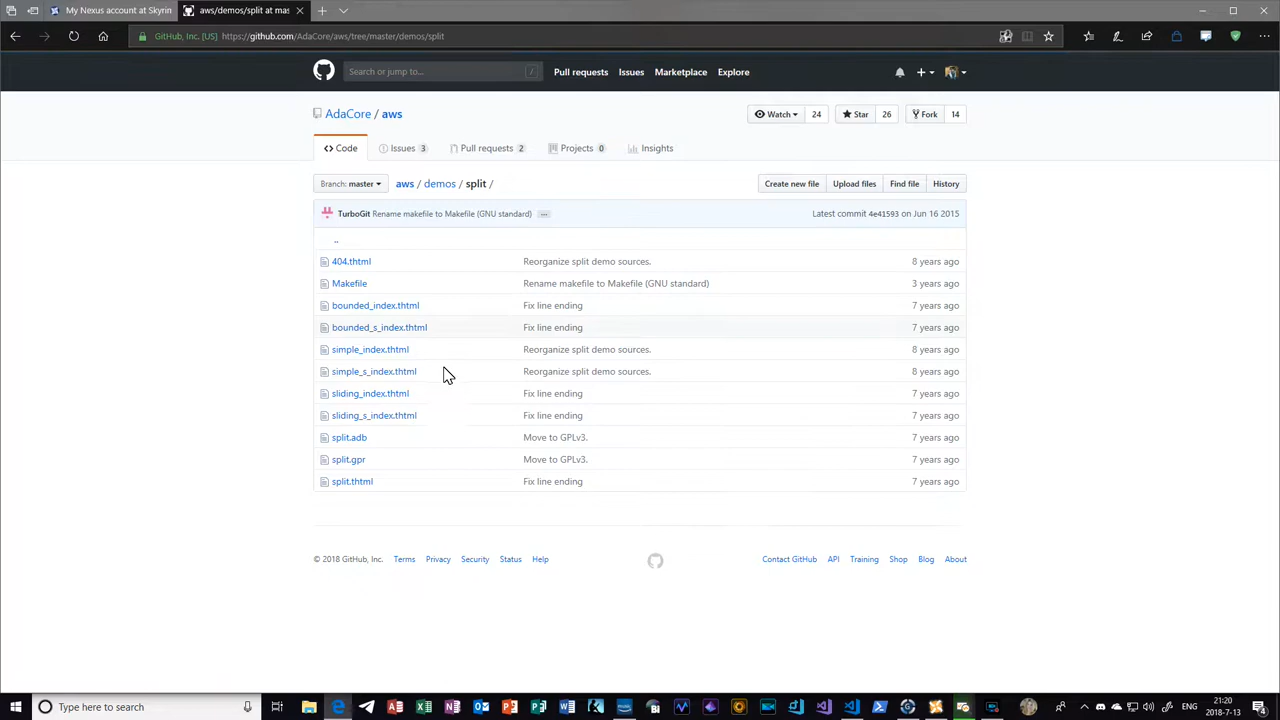 My Nexus account at Skyrin
aws/demos/split at mas
GitHub, Inc. [US] https://github.com/AdaCore/aws/tree/master/demos/split
Search or jump to... /
Pull requests Issues Marketplace Explore
AdaCore / aws
Watch 24 Star 26 Fork 14
Code Issues 3 Pull requests 2 Projects 0 Insights
Branch: master aws / demos / split /
Create new file Upload files Find file History
TurboGit Rename makefile to Makefile (GNU standard) ... Latest commit 4e41593 on Jun 16 2015
..
404.thtml Reorganize split demo sources. 8 years ago
Makefile Rename makefile to Makefile (GNU standard) 3 years ago
bounded_index.thtml Fix line ending 7 years ago
bounded_s_index.thtml Fix line ending 7 years ago
simple_index.thtml Reorganize split demo sources. 8 years ago
simple_s_index.thtml Reorganize split demo sources. 8 years ago
sliding_index.thtml Fix line ending 7 years ago
sliding_s_index.thtml Fix line ending 7 years ago
split.adb Move to GPLv3. 7 years ago
split.gpr Move to GPLv3. 7 years ago
split.thtml Fix line ending 7 years ago
© 2018 GitHub, Inc. Terms Privacy Security Status Help
Contact GitHub API Training Shop Blog About
Type here to search
ENG
21:20
2018-7-13